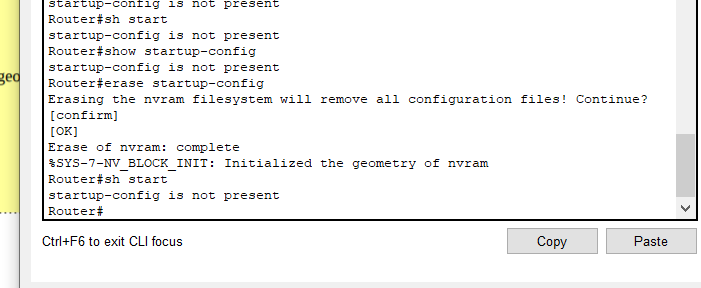 startup-config is not present
Router#sh start
startup-config is not present
Router#show startup-config
startup-config is not present
Router#erase startup-config
Erasing the nvram filesystem will remove all configuration files! Continue?
[confirm]
[OK]
Erase of nvram: complete
%SYS-7-NV_BLOCK_INIT: Initialized the geometry of nvram
Router#sh start
startup-config is not present
Router#
geo
Ctrl+F6 to exit CLI focus
Copy
Paste